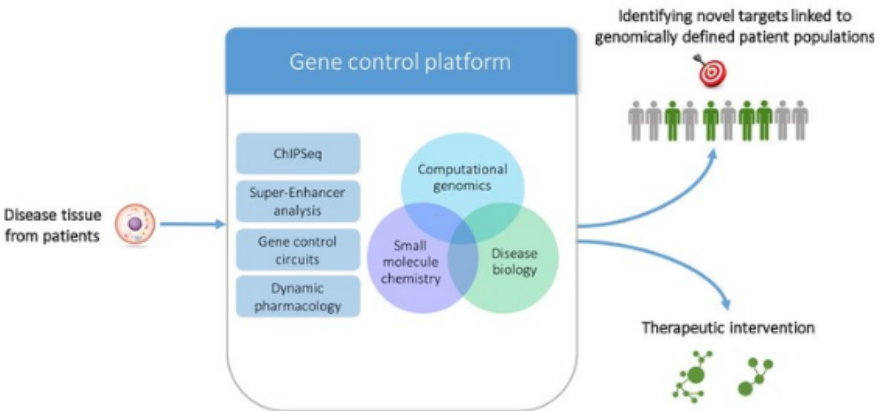 Identifying novel targets linked to
genomically defined patient populations
Gene control platform
ChIPSeq
Super-Enhancer
analysis
Gene control
circuits
Dynamic
pharmacology
Computational
genomics
Small
molecule
chemistry
Disease
biology
Disease tissue
from patients
Therapeutic intervention